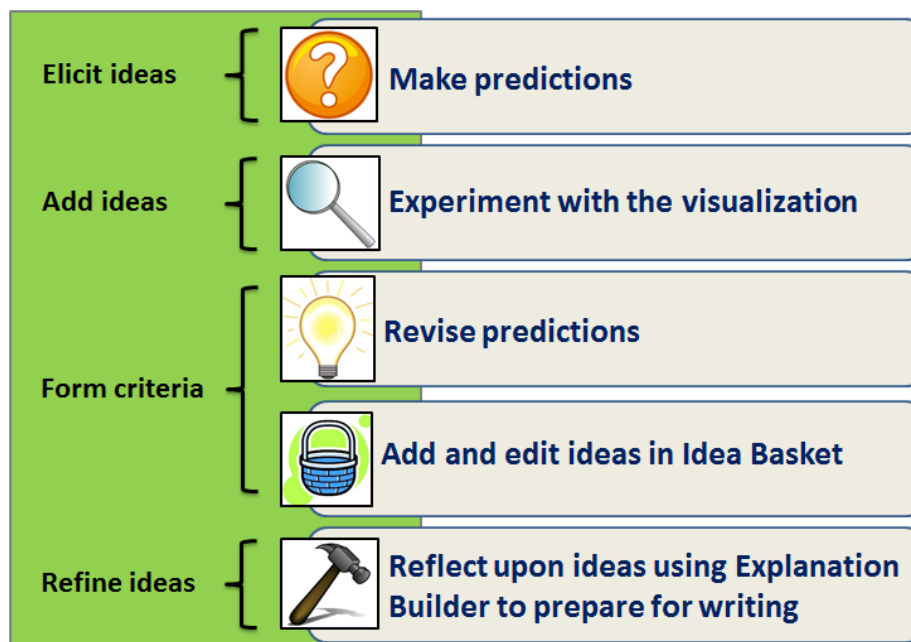 Elicit ideas
Make predictions
Add ideas
Experiment with the visualization
Form criteria
Revise predictions
Add and edit ideas in Idea Basket
Refine ideas
Reflect upon ideas using Explanation
Builder to prepare for writing